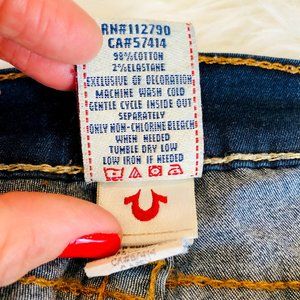 RN#112790
CA#57414
98%COTTON
2%ELASTANE
EXCLUSIVE OF DECORATION
MACHINE WASH COLD
GENTLE CYCLE INSIDE OUT
SEPARATELY
ONLY NON-CHLORINE BLEACH
WHEN NEEDED
TUMBLE DRY LOW
LOW IRON IF NEEDED